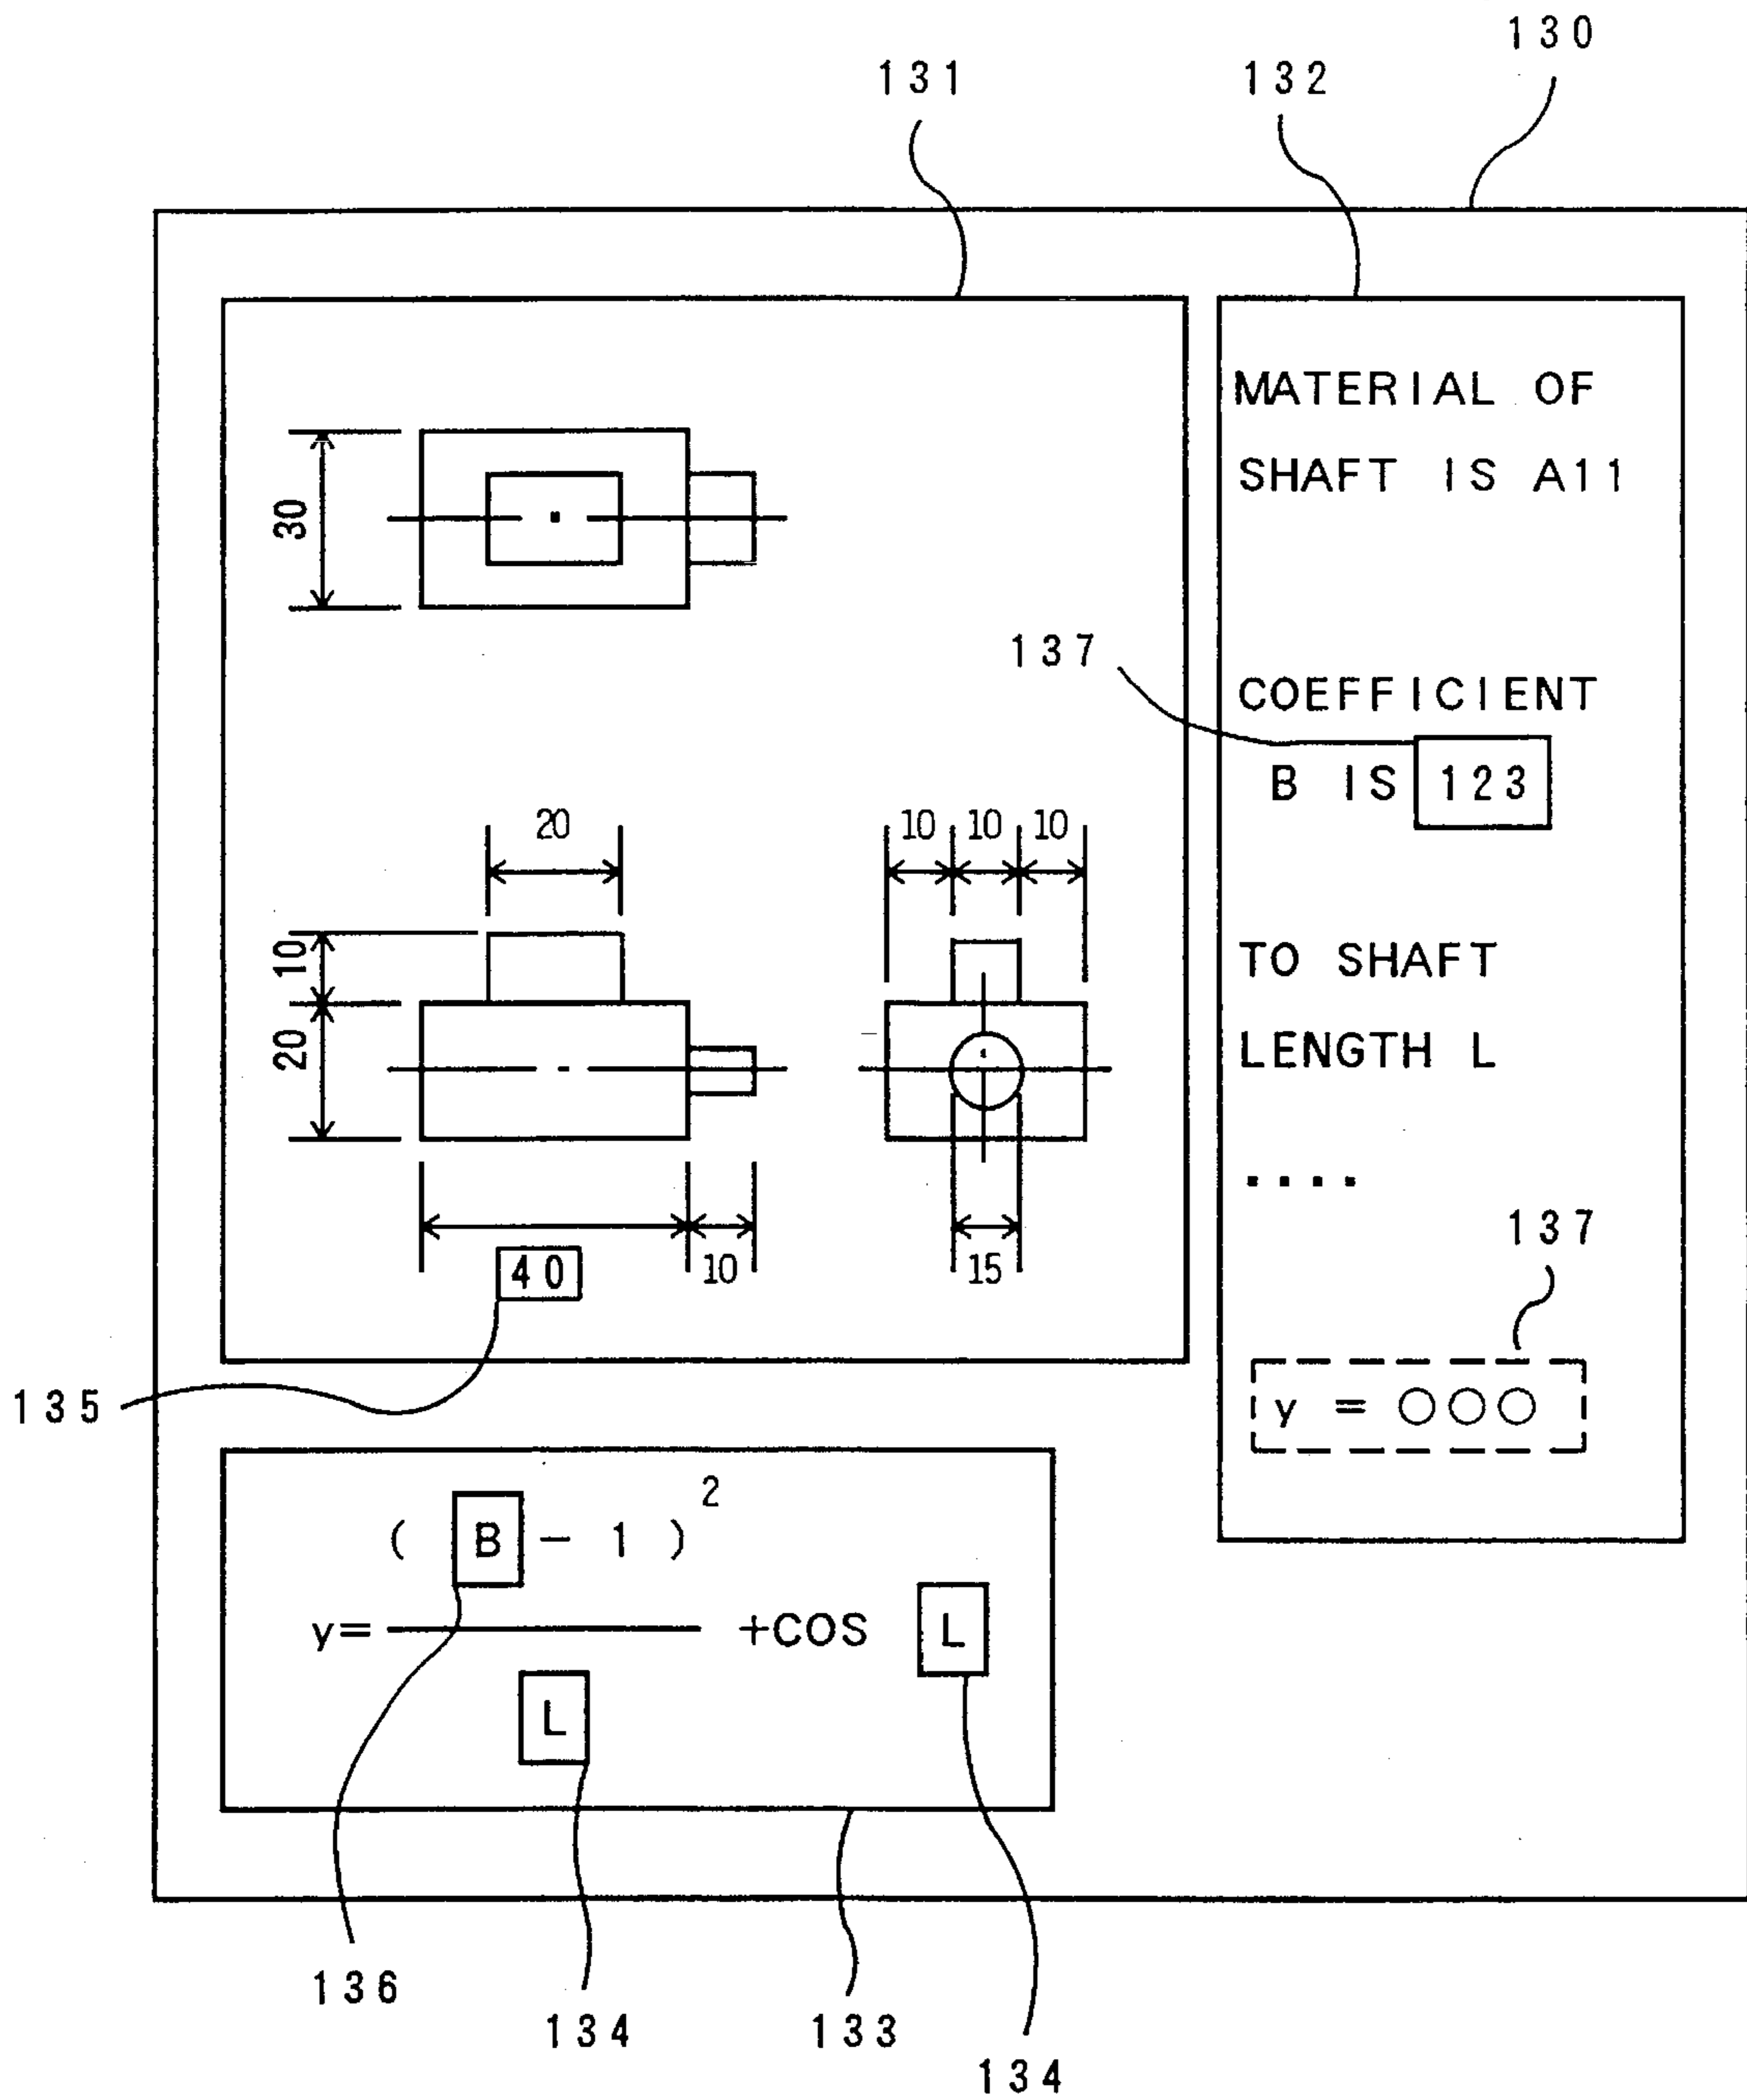 130
131
132
MATERIAL OF
SHAFT IS A11
30
137
COEFFICIENT
B IS 123
20
10 10 10
10
TO SHAFT
20
LENGTH L
....
137
40
10
15
135
y = ○○○
( B - 1 )²
y= +COS L
L
136
134
133
134